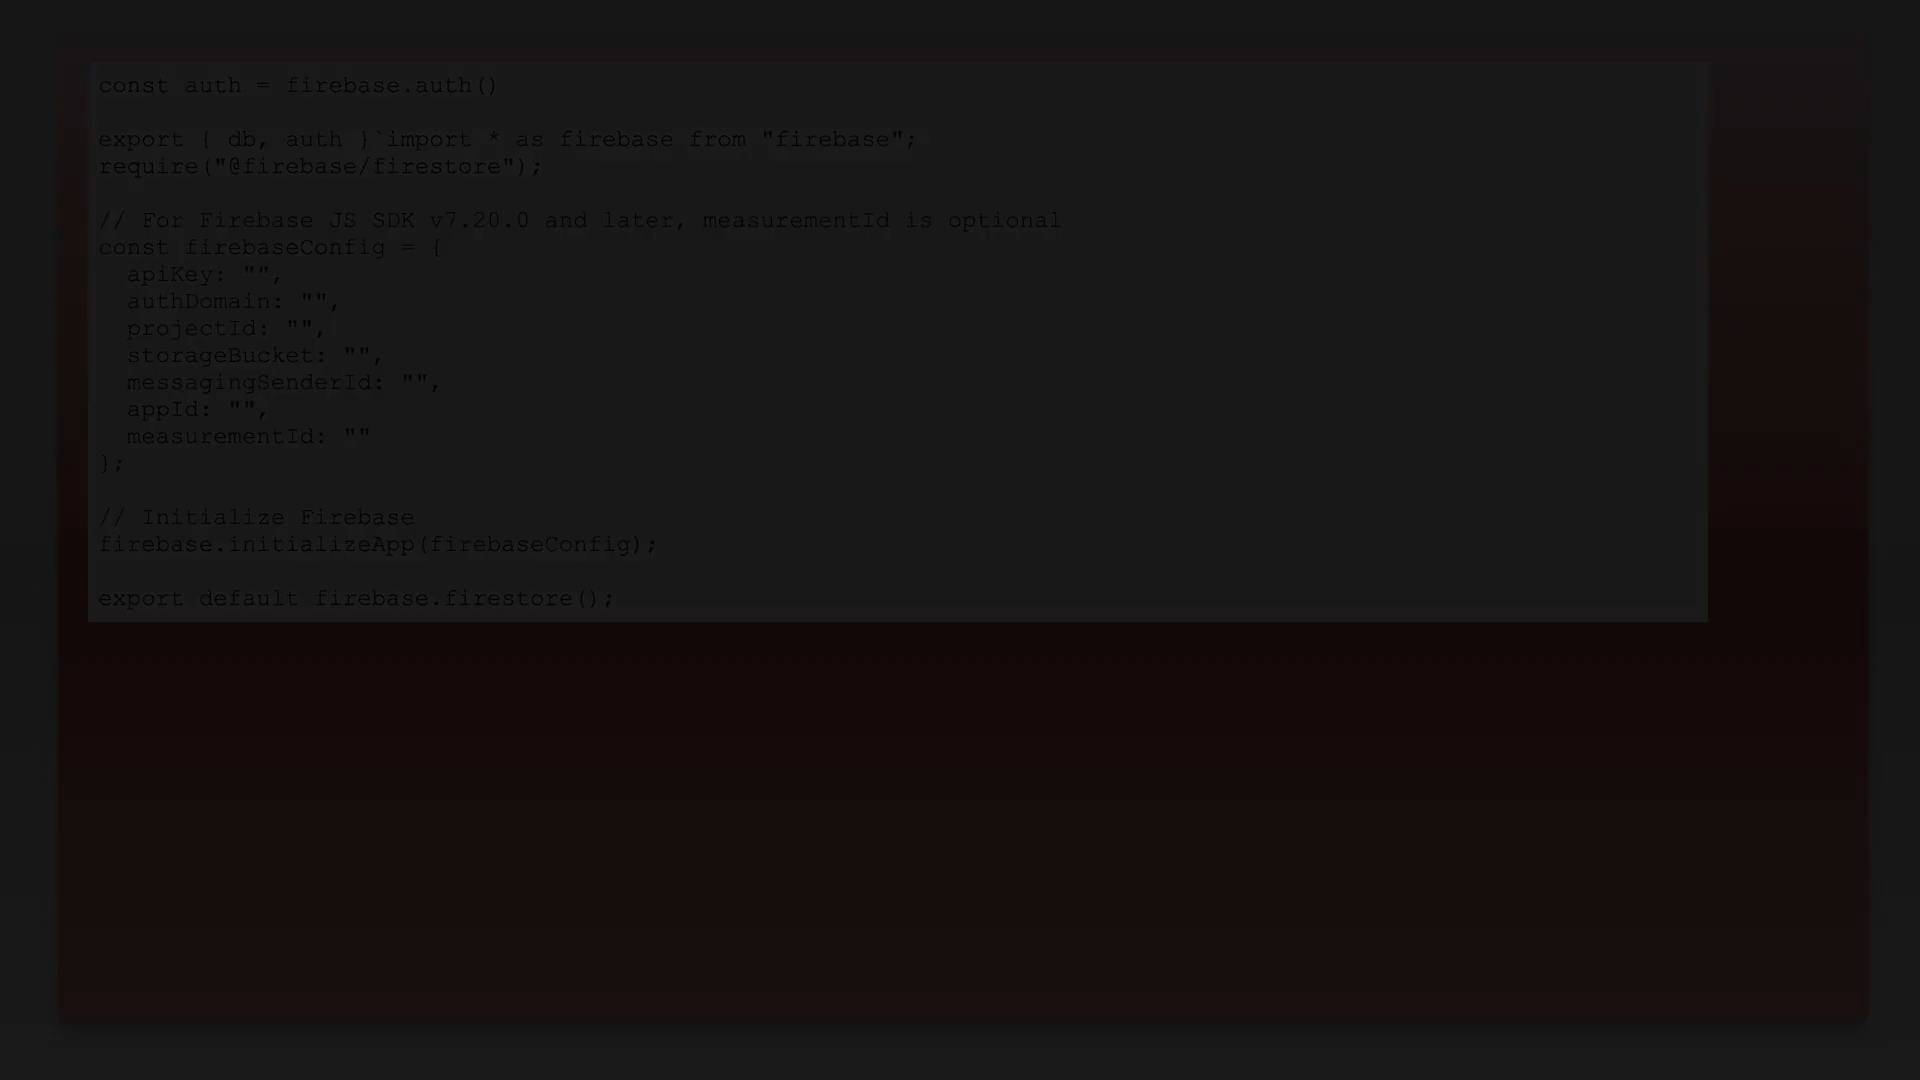 const auth = firebase.auth()
export { db, auth }`import * as firebase from "firebase";
require("@firebase/firestore");
// For Firebase JS SDK v7.20.0 and later, measurementId is optional
const firebaseConfig = {
  apiKey: "",
  authDomain: "",
  projectId: "",
  storageBucket: "",
  messagingSenderId: "",
  appId: "",
  measurementId: ""
};
// Initialize Firebase
firebase.initializeApp(firebaseConfig);
export default firebase.firestore();